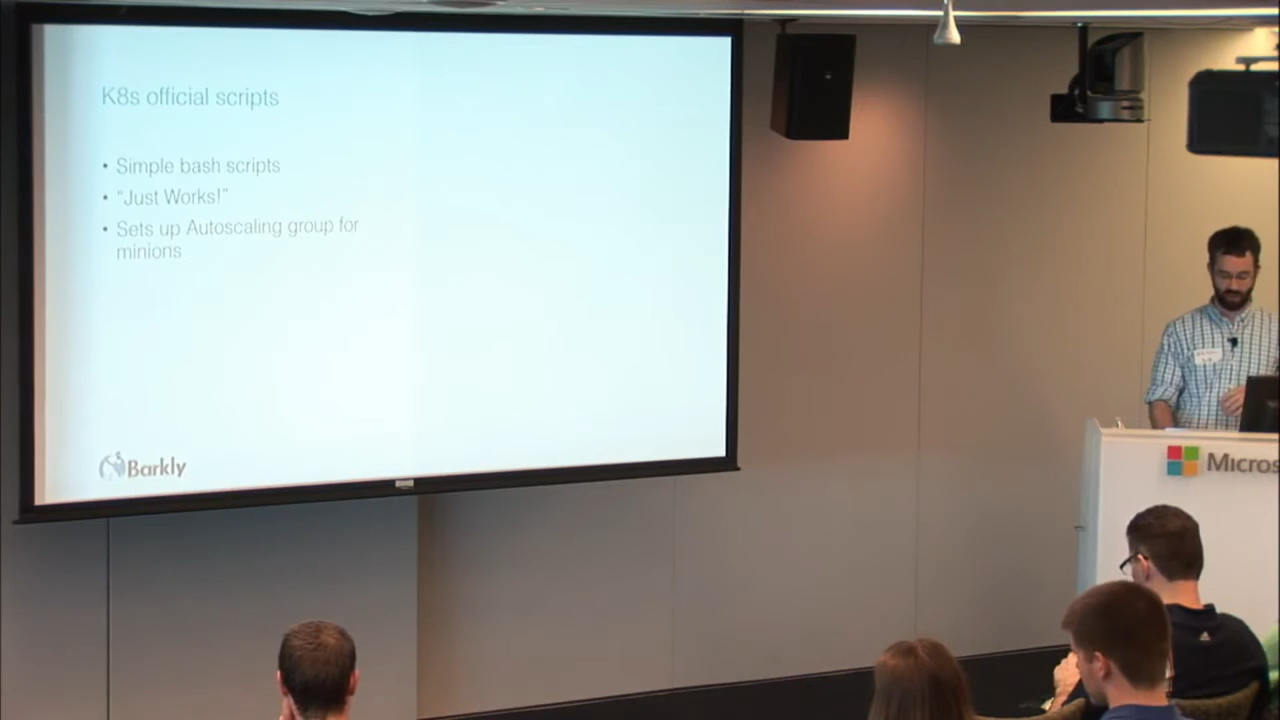 K8s official scripts
• Simple bash scripts
• “Just Works!”
• Sets up Autoscaling group for
minions
Barkly
Micros